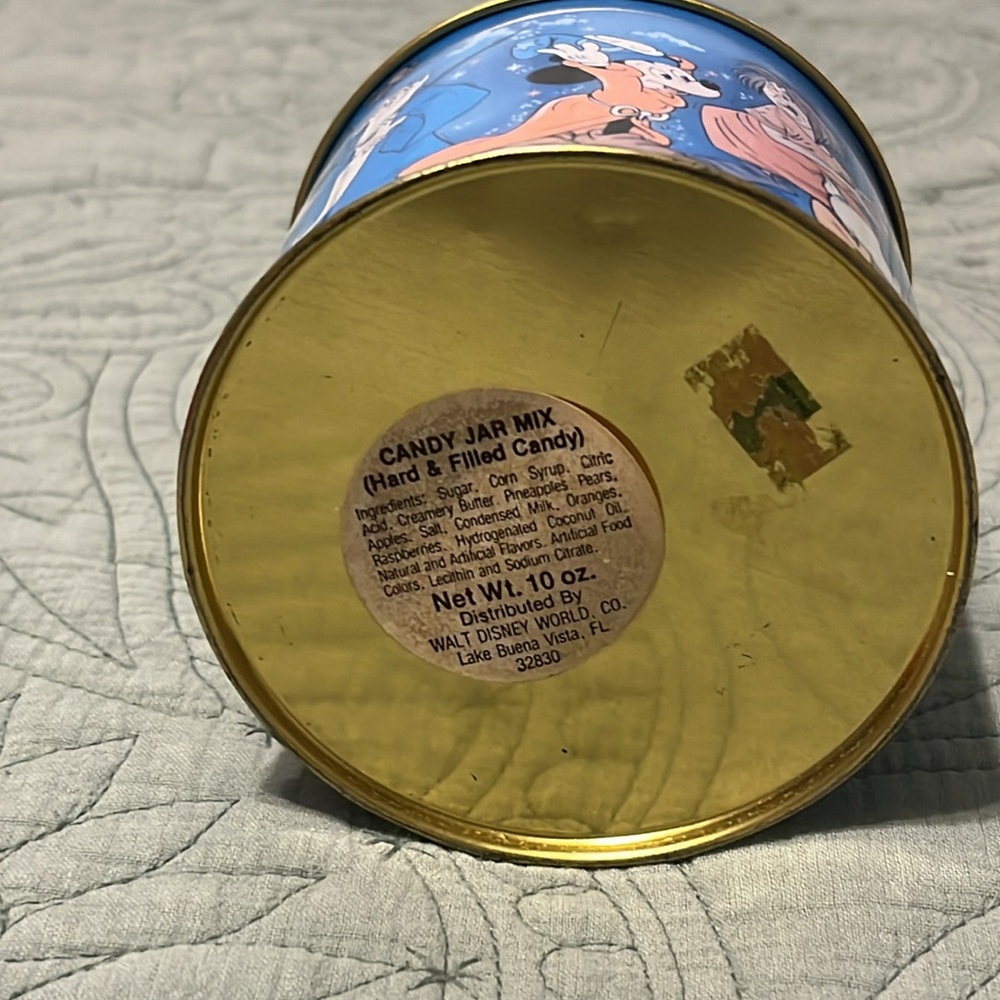 CANDY JAR MIX
(Hard & Filled Candy)
Ingredients: Sugar, Corn Syrup, Citric
Acid, Creamery Butter, Pineapples, Pears,
Apples, Salt, Condensed Milk, Oranges,
Raspberries, Hydrogenated Coconut Oil,
Natural and Artificial Flavors, Artificial Food
Colors, Lecithin and Sodium Citrate.
Net Wt. 10 oz.
Distributed By
WALT DISNEY WORLD, CO.
Lake Buena Vista, FL
32830